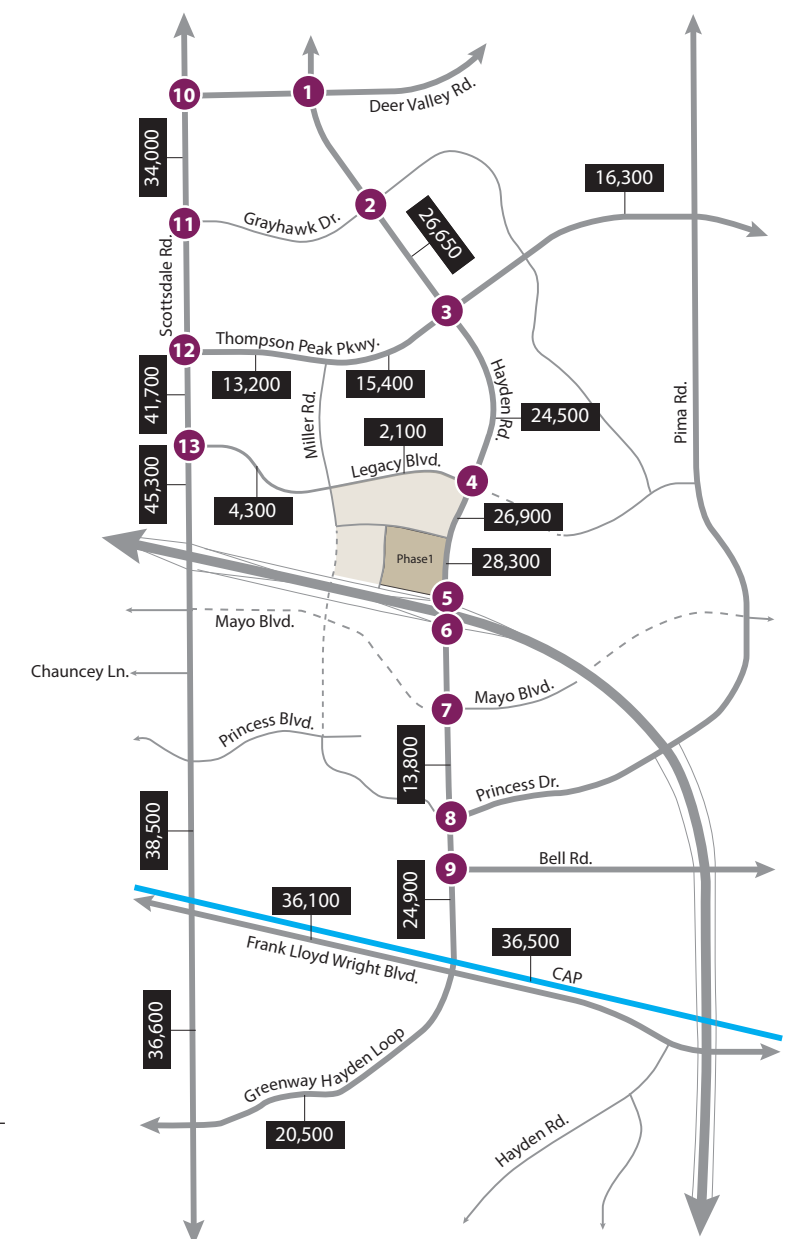 10
1
Deer Valley Rd.
34,000
16,300
2
11
Grayhawk Dr.
26,650
Scottsdale Rd.
3
12
Thompson Peak Pkwy.
13,200
15,400
41,700
Miller Rd.
Hayden Rd.
24,500
Pima Rd.
2,100
13
Legacy Blvd.
4
45,300
4,300
26,900
Phase1
28,300
5
6
Mayo Blvd.
Chauncey Ln.
Mayo Blvd.
7
Princess Blvd.
13,800
Princess Dr.
8
38,500
Bell Rd.
9
24,900
36,100
36,500
Frank Lloyd Wright Blvd.
CAP
36,600
Greenway Hayden Loop
20,500
Hayden Rd.